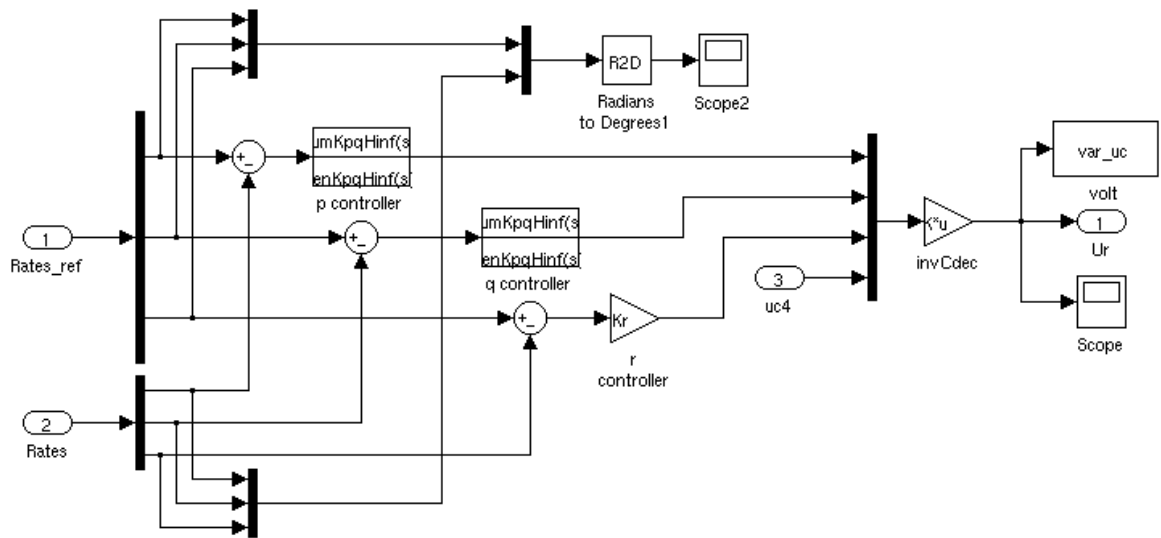 R2D
Radians
to Degrees1
Scope2
+
-
umKpqHinf(s
enKpqHinf(s
p controller
var_uc
volt
1
Rates_ref
+
-
umKpqHinf(s
enKpqHinf(s
q controller
K*u
invCdec
1
Ur
3
uc4
+
-
Kr
r
controller
Scope
2
Rates